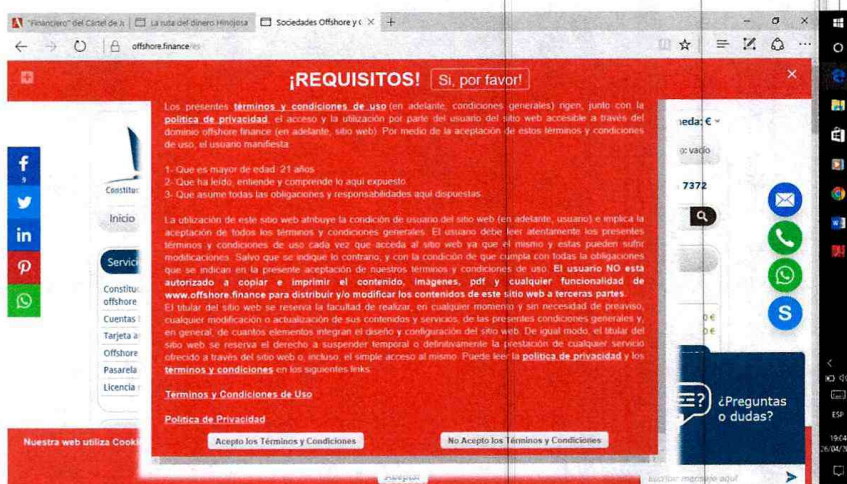 "Financiero" del Cártel de Ju
La ruta del dinero Hinojosa
Sociedades Offshore y C
offshore.finance/es
¡REQUISITOS! Si, por favor!
Los presentes términos y condiciones de uso (en adelante, condiciones generales) rigen, junto con la
política de privacidad, el acceso y la utilización por parte del usuario del sitio web accesible a través del
dominio offshore.finance (en adelante, sitio web). Por medio de la aceptación de estos términos y condiciones
de uso, el usuario manifiesta:
1- Que es mayor de edad: 21 años
2- Que ha leído, entiende y comprende lo aquí expuesto.
3- Que asume todas las obligaciones y responsabilidades aquí dispuestas.
La utilización de este sitio web atribuye la condición de usuario del sitio web (en adelante, usuario) e implica la
aceptación de todos los términos y condiciones generales. El usuario debe leer atentamente los presentes
términos y condiciones de uso cada vez que acceda al sitio web ya que él mismo y estas pueden sufrir
modificaciones. Salvo que se indique lo contrario, y con la condición de que cumpla con todas la obligaciones
que se indican en la presente aceptación de nuestros términos y condiciones de uso. El usuario NO está
autorizado a copiar e imprimir el contenido, imágenes, pdf y cualquier funcionalidad de
www.offshore.finance para distribuir y/o modificar los contenidos de este sitio web a terceras partes.
El titular del sitio web se reserva la facultad de realizar, en cualquier momento y sin necesidad de preaviso,
cualquier modificación o actualización de sus contenidos y servicios, de las presentes condiciones generales y,
en general, de cuantos elementos integran el diseño y configuración del sitio web. De igual modo, el titular del
sitio web se reserva el derecho a suspender temporal o definitivamente la prestación de cualquier servicio
ofrecido a través del sitio web o, incluso, el simple acceso al mismo. Puede leer la política de privacidad y los
términos y condiciones en los siguientes links.
Términos y Condiciones de Uso
Política de Privacidad
Acepto los Términos y Condiciones
No Acepto los Términos y Condiciones
f
9
in
S
Constituc
Inicio
Servici
Constituc
offshore
Cuentas
Tarjeta a
Offshore
Pasarela
Licencia
neda: €
vacío
7372
0 €
0 €
¿Preguntas
o dudas?
Nuestra web utiliza Cooki
Aceptar
Escribir mensaje aquí
ESP
19:04